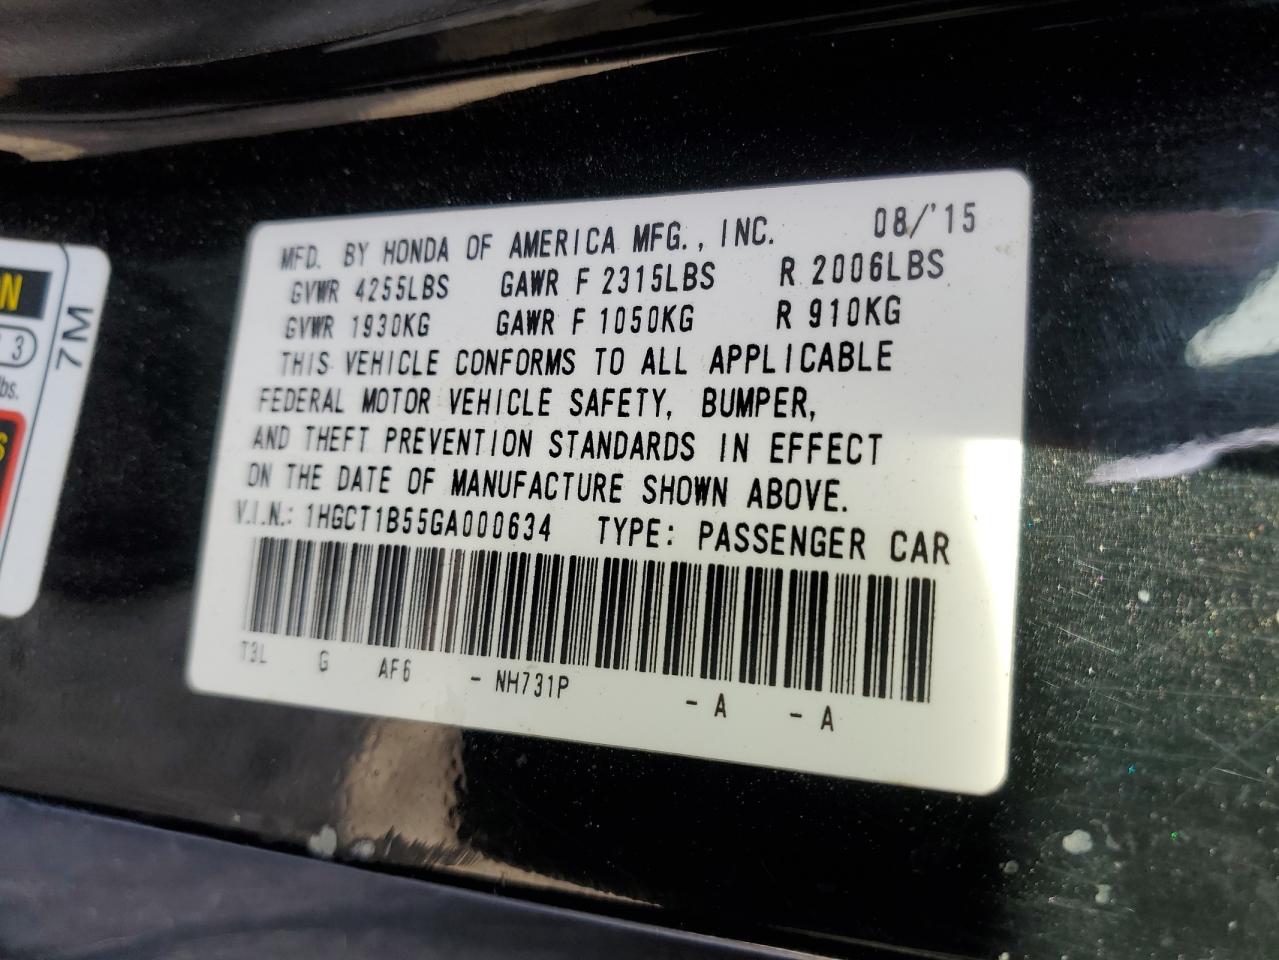 MFD. BY HONDA OF AMERICA MFG., INC. 08/'15
GVWR 4255LBS GAWR F 2315LBS R 2006LBS
GVWR 1930KG GAWR F 1050KG R 910KG
THIS VEHICLE CONFORMS TO ALL APPLICABLE
FEDERAL MOTOR VEHICLE SAFETY, BUMPER,
AND THEFT PREVENTION STANDARDS IN EFFECT
ON THE DATE OF MANUFACTURE SHOWN ABOVE.
V.I.N.: 1HGCT1B55GA000634 TYPE: PASSENGER CAR
T3L G AF6 - NH731P - A - A
N
3
lbs.
S
7M